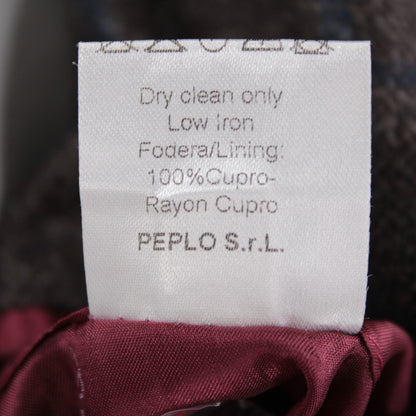 Dry clean only
Low Iron
Fodera/Lining:
100%Cupro-
Rayon Cupro
PEPLO S.r.L.